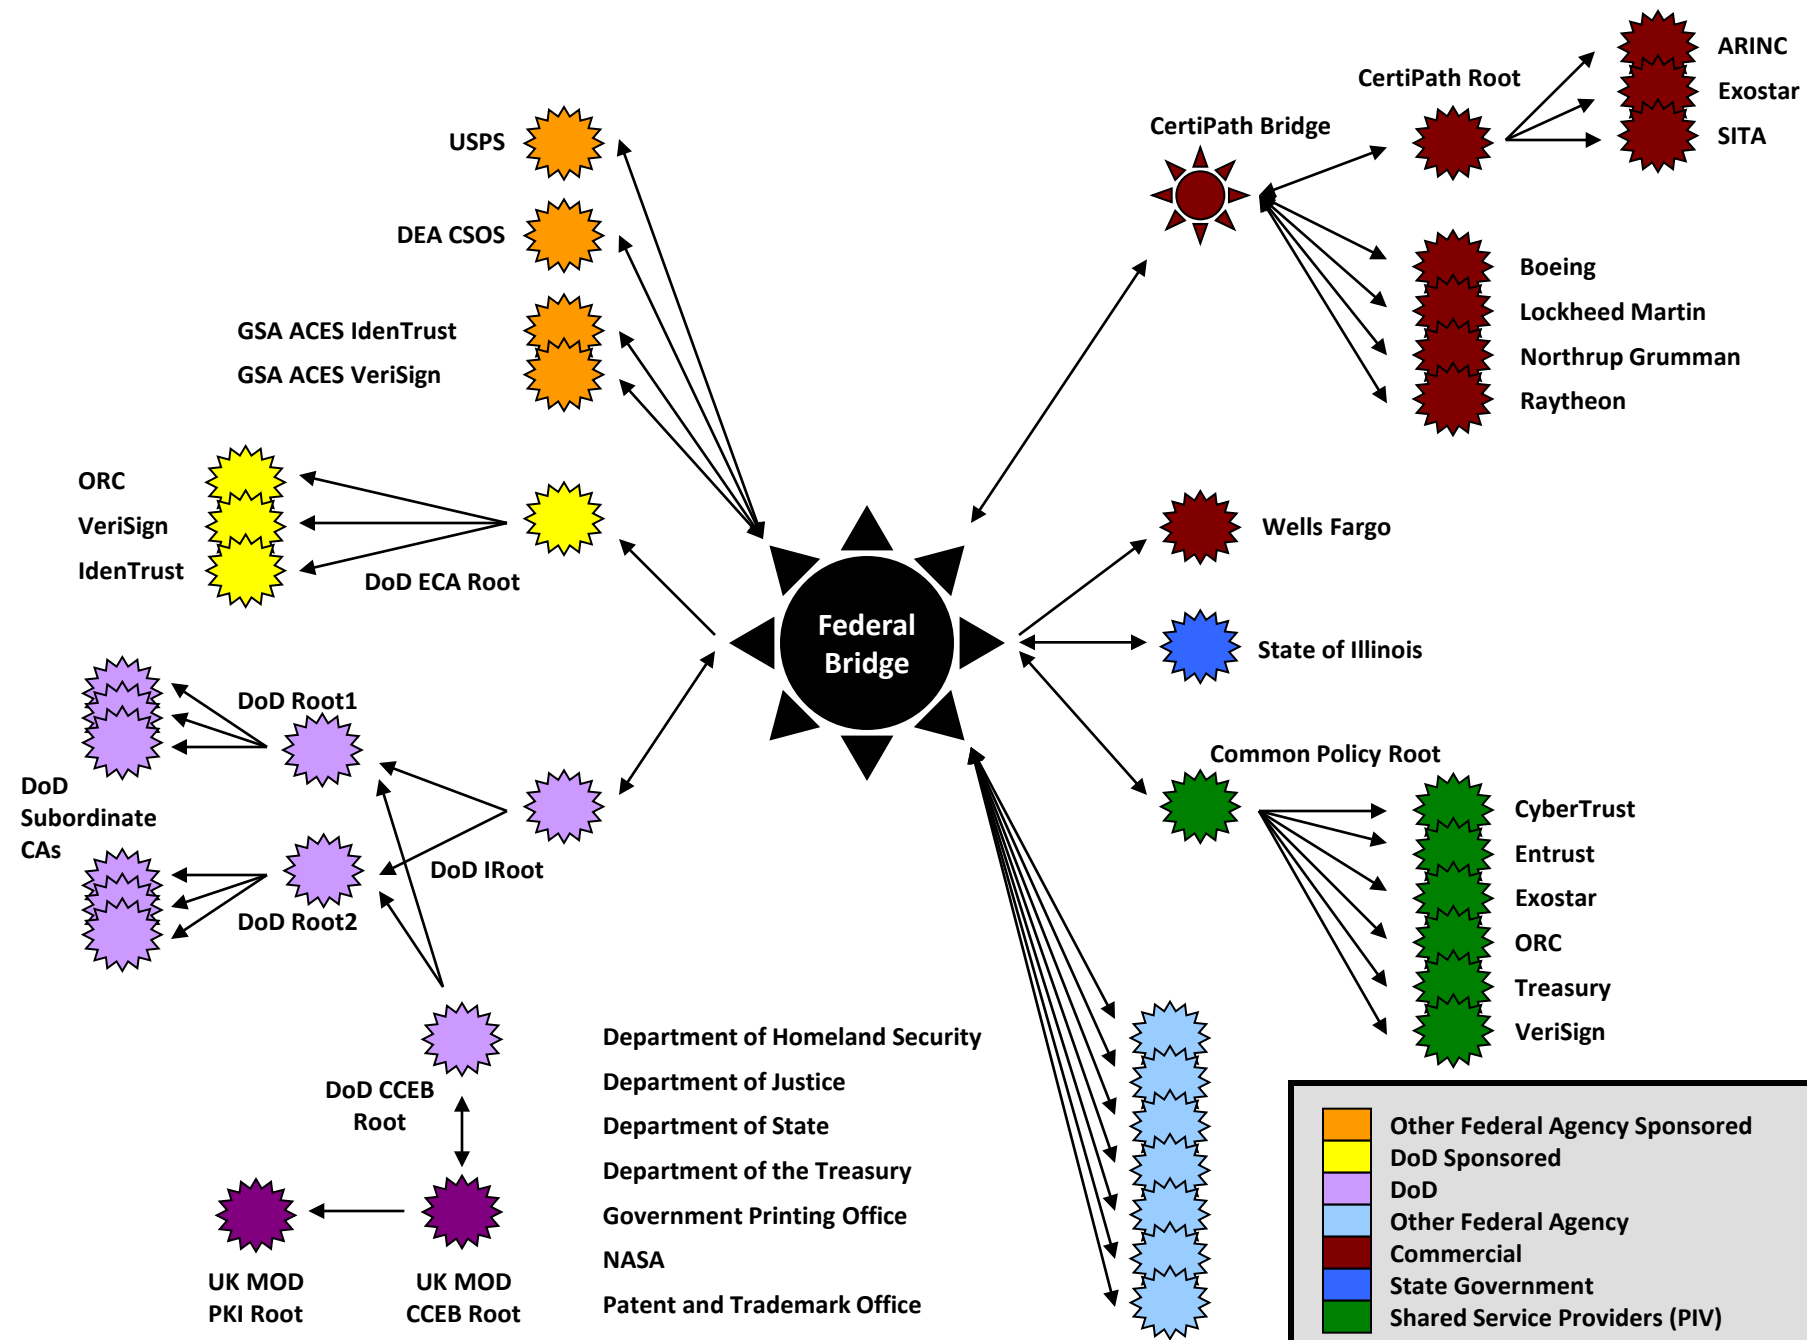 ARINC
CertiPath Root
Exostar
CertiPath Bridge
SITA
USPS
DEA CSOS
Boeing
Lockheed Martin
Northrup Grumman
Raytheon
GSA ACES IdenTrust
GSA ACES VeriSign
ORC
VeriSign
IdenTrust
DoD ECA Root
Wells Fargo
Federal
Bridge
State of Illinois
DoD Root1
DoD
Subordinate
CAs
DoD IRoot
DoD Root2
Common Policy Root
CyberTrust
Entrust
Exostar
ORC
Treasury
VeriSign
DoD CCEB
Root
UK MOD
PKI Root
UK MOD
CCEB Root
Department of Homeland Security
Department of Justice
Department of State
Department of the Treasury
Government Printing Office
NASA
Patent and Trademark Office
Other Federal Agency Sponsored
DoD Sponsored
DoD
Other Federal Agency
Commercial
State Government
Shared Service Providers (PIV)